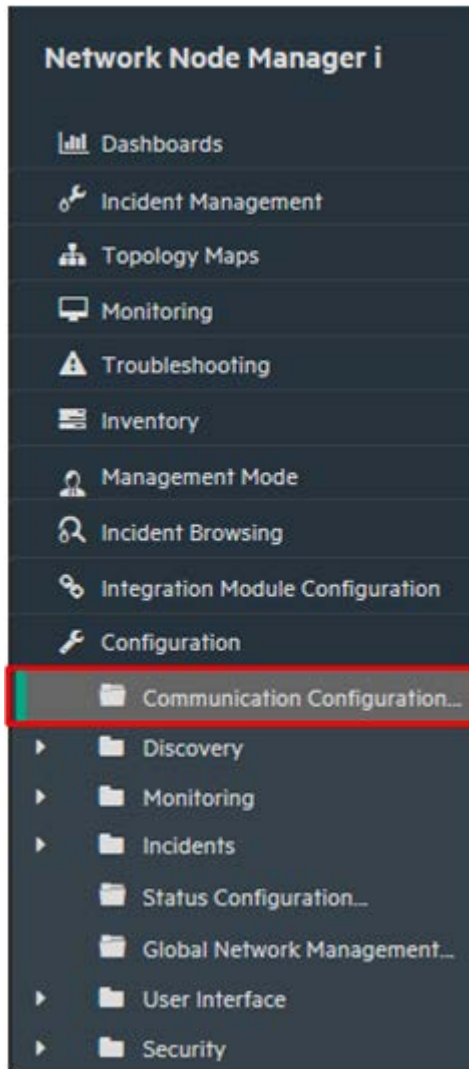 Network Node Manager i
Dashboards
Incident Management
Topology Maps
Monitoring
Troubleshooting
Inventory
Management Mode
Incident Browsing
Integration Module Configuration
Configuration
Communication Configuration...
Discovery
Monitoring
Incidents
Status Configuration...
Global Network Management...
User Interface
Security